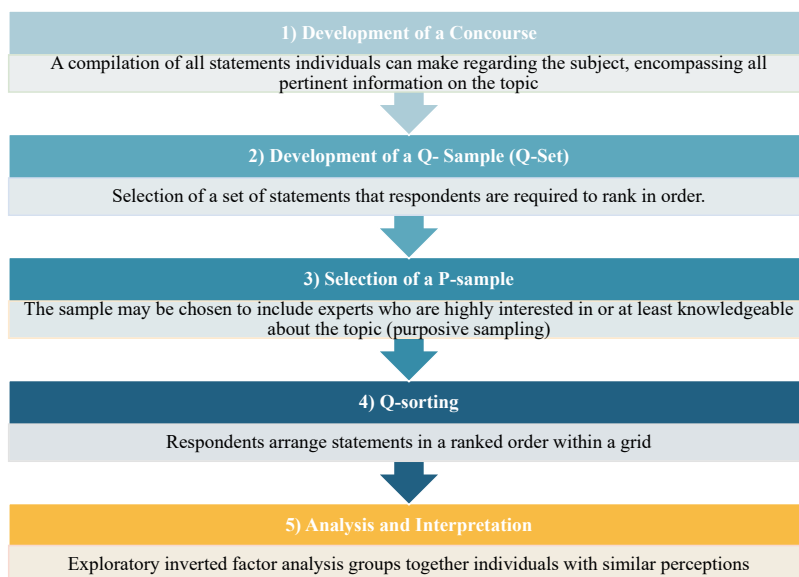 1) Development of a Concourse
A compilation of all statements individuals can make regarding the subject, encompassing all
pertinent information on the topic
2) Development of a Q- Sample (Q-Set)
Selection of a set of statements that respondents are required to rank in order.
3) Selection of a P-sample
The sample may be chosen to include experts who are highly interested in or at least knowledgeable
about the topic (purposive sampling)
4) Q-sorting
Respondents arrange statements in a ranked order within a grid
5) Analysis and Interpretation
Exploratory inverted factor analysis groups together individuals with similar perceptions